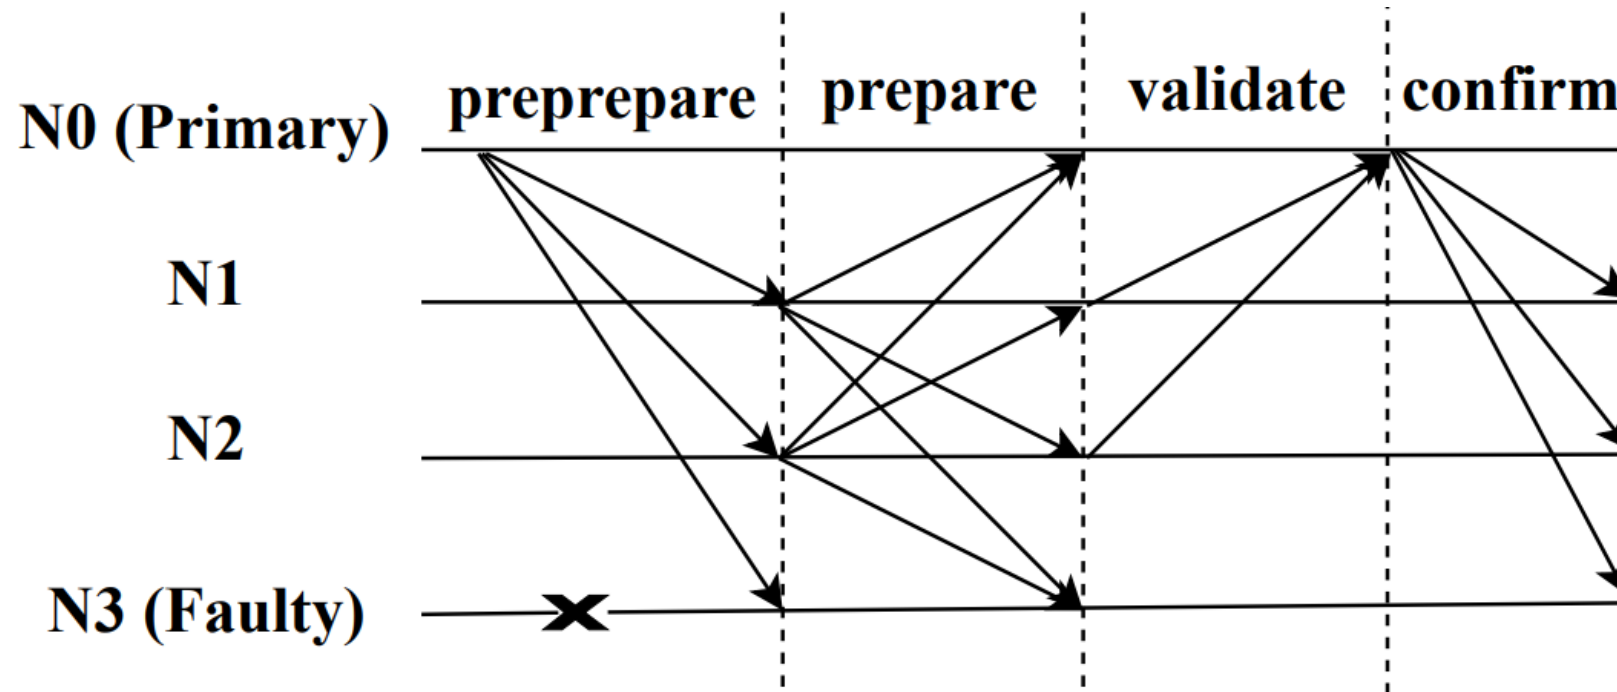 preprepare
prepare
validate
confirm
N0 (Primary)
N1
N2
N3 (Faulty)